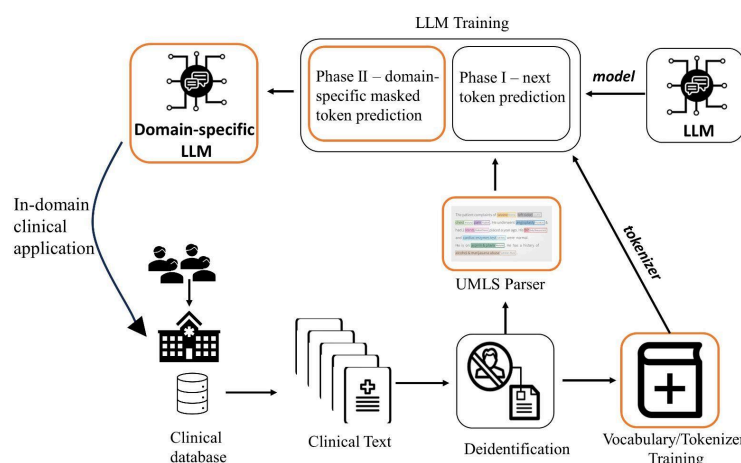 LLM Training
Phase II – domain-
specific masked
token prediction
Phase I – next
token prediction
model
LLM
Domain-specific
LLM
In-domain
clinical
application
tokenizer
UMLS Parser
Clinical
database
Clinical Text
Deidentification
Vocabulary/Tokenizer
Training